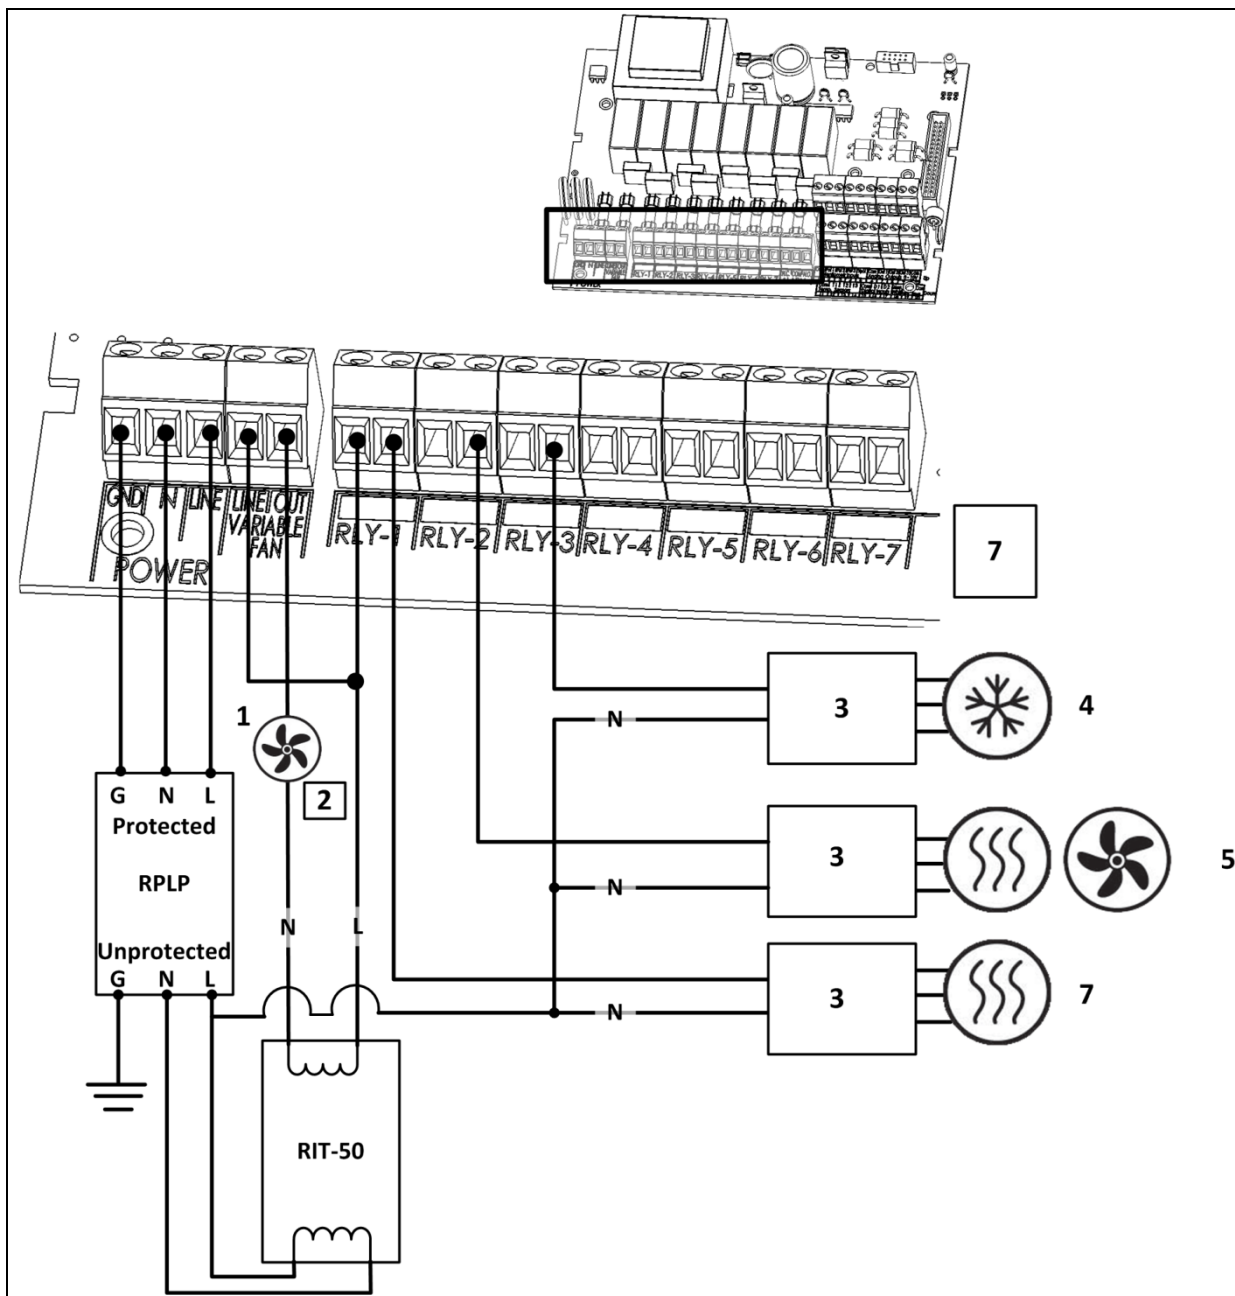 GND IN LINE LINE OUT
VARIABLE
FAN
POWER
RLY-1 RLY-2 RLY-3 RLY-4 RLY-5 RLY-6 RLY-7
7
1
2
3
4
N
G N L
Protected
RPLP
Unprotected
G N L
N L
3
5
N
3
7
N
RIT-50